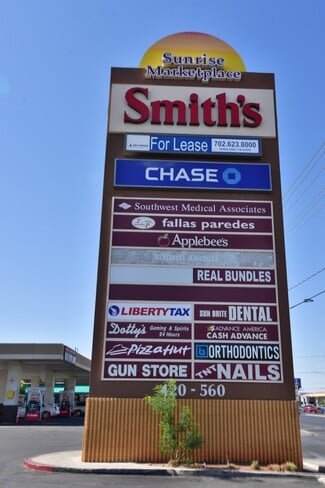 Sunrise
Marketplace
Smith's
For Lease 702.623.8000
CHASE
Southwest Medical Associates
fallas paredes
Applebee's
REAL BUNDLES
LIBERTY TAX SUN BRITE DENTAL
Dotty's GAMING & SPIRITS 24 HOURS ADVANCE AMERICA CASH ADVANCE
PIZZA HUT ORTHODONTICS
GUN STORE TNT NAILS
- 560